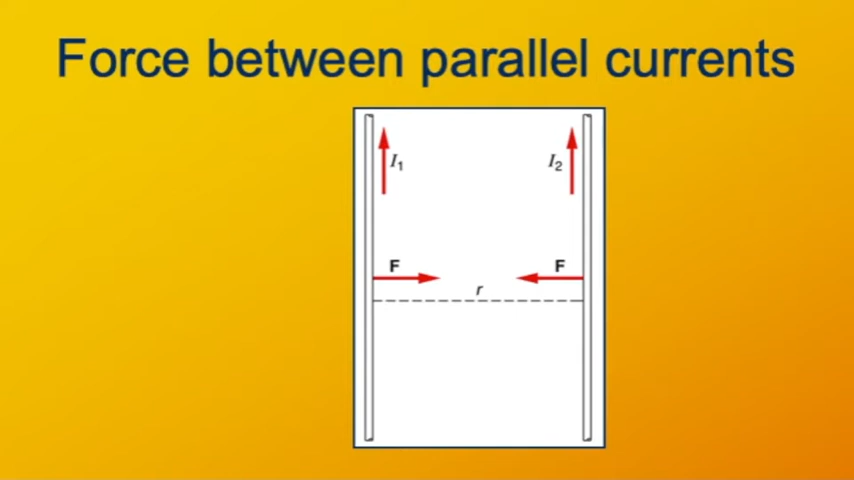 Force between parallel currents
I₁ I₂
F F
r